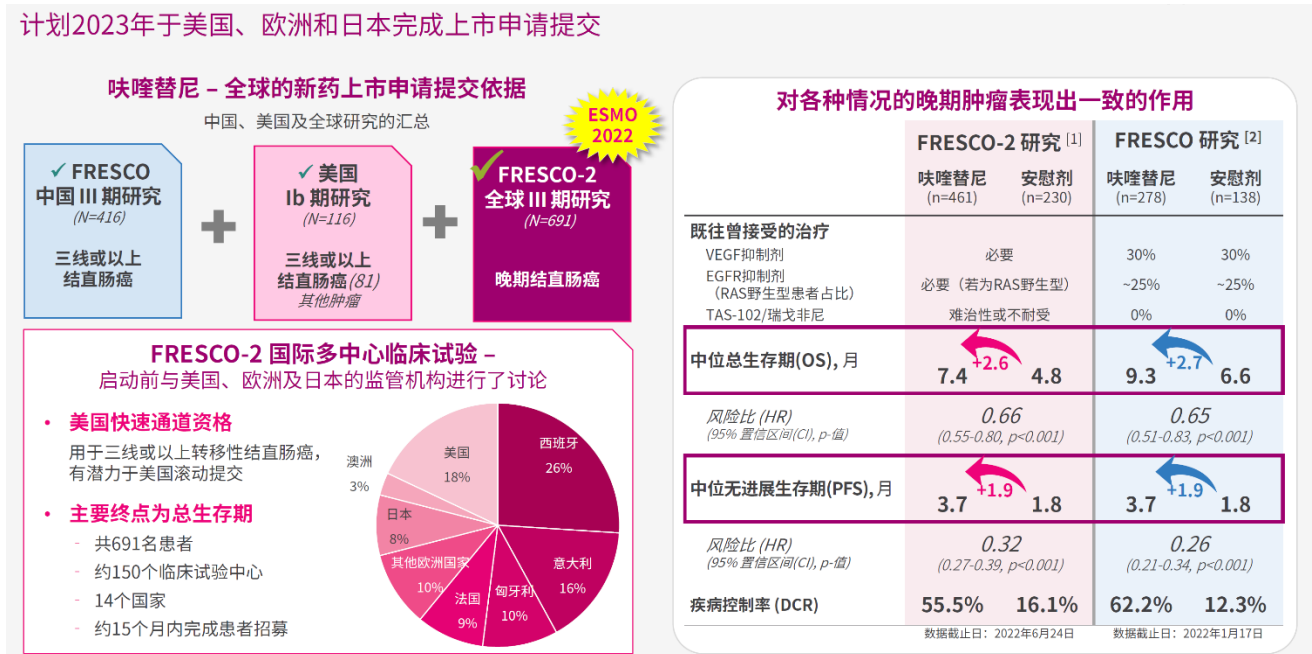 计划2023年于美国、欧洲和日本完成上市申请提交
呋喹替尼 – 全球的新药上市申请提交依据
中国、美国及全球研究的汇总
ESMO
2022
✓ FRESCO
中国 III 期研究
(N=416)
三线或以上
结直肠癌
✓ 美国
Ib 期研究
(N=116)
三线或以上
结直肠癌(81)
其他肿瘤
✓ FRESCO-2
全球 III 期研究
(N=691)
晚期结直肠癌
FRESCO-2 国际多中心临床试验 –
启动前与美国、欧洲及日本的监管机构进行了讨论
• 美国快速通道资格
用于三线或以上转移性结直肠癌，
有潜力于美国滚动提交
• 主要终点为总生存期
- 共691名患者
- 约150个临床试验中心
- 14个国家
- 约15个月内完成患者招募
西班牙
26%
意大利
16%
匈牙利
10%
法国
9%
其他欧洲国家
10%
日本
8%
澳洲
3%
美国
18%
对各种情况的晚期肿瘤表现出一致的作用
FRESCO-2 研究 [1] FRESCO 研究 [2]
呋喹替尼 安慰剂 呋喹替尼 安慰剂
(n=461) (n=230) (n=278) (n=138)
既往曾接受的治疗
VEGF抑制剂 必要 30% 30%
EGFR抑制剂
（RAS野生型患者占比） 必要（若为RAS野生型） ~25% ~25%
TAS-102/瑞戈非尼 难治性或不耐受 0% 0%
中位总生存期(OS), 月 7.4 +2.6 4.8 9.3 +2.7 6.6
风险比 (HR) 0.66 0.65
(95% 置信区间(CI), p-值) (0.55-0.80, p<0.001) (0.51-0.83, p<0.001)
中位无进展生存期(PFS), 月 3.7 +1.9 1.8 3.7 +1.9 1.8
风险比 (HR) 0.32 0.26
(95% 置信区间(CI), p-值) (0.27-0.39, p<0.001) (0.21-0.34, p<0.001)
疾病控制率 (DCR) 55.5% 16.1% 62.2% 12.3%
数据截止日：2022年6月24日 数据截止日：2022年1月17日